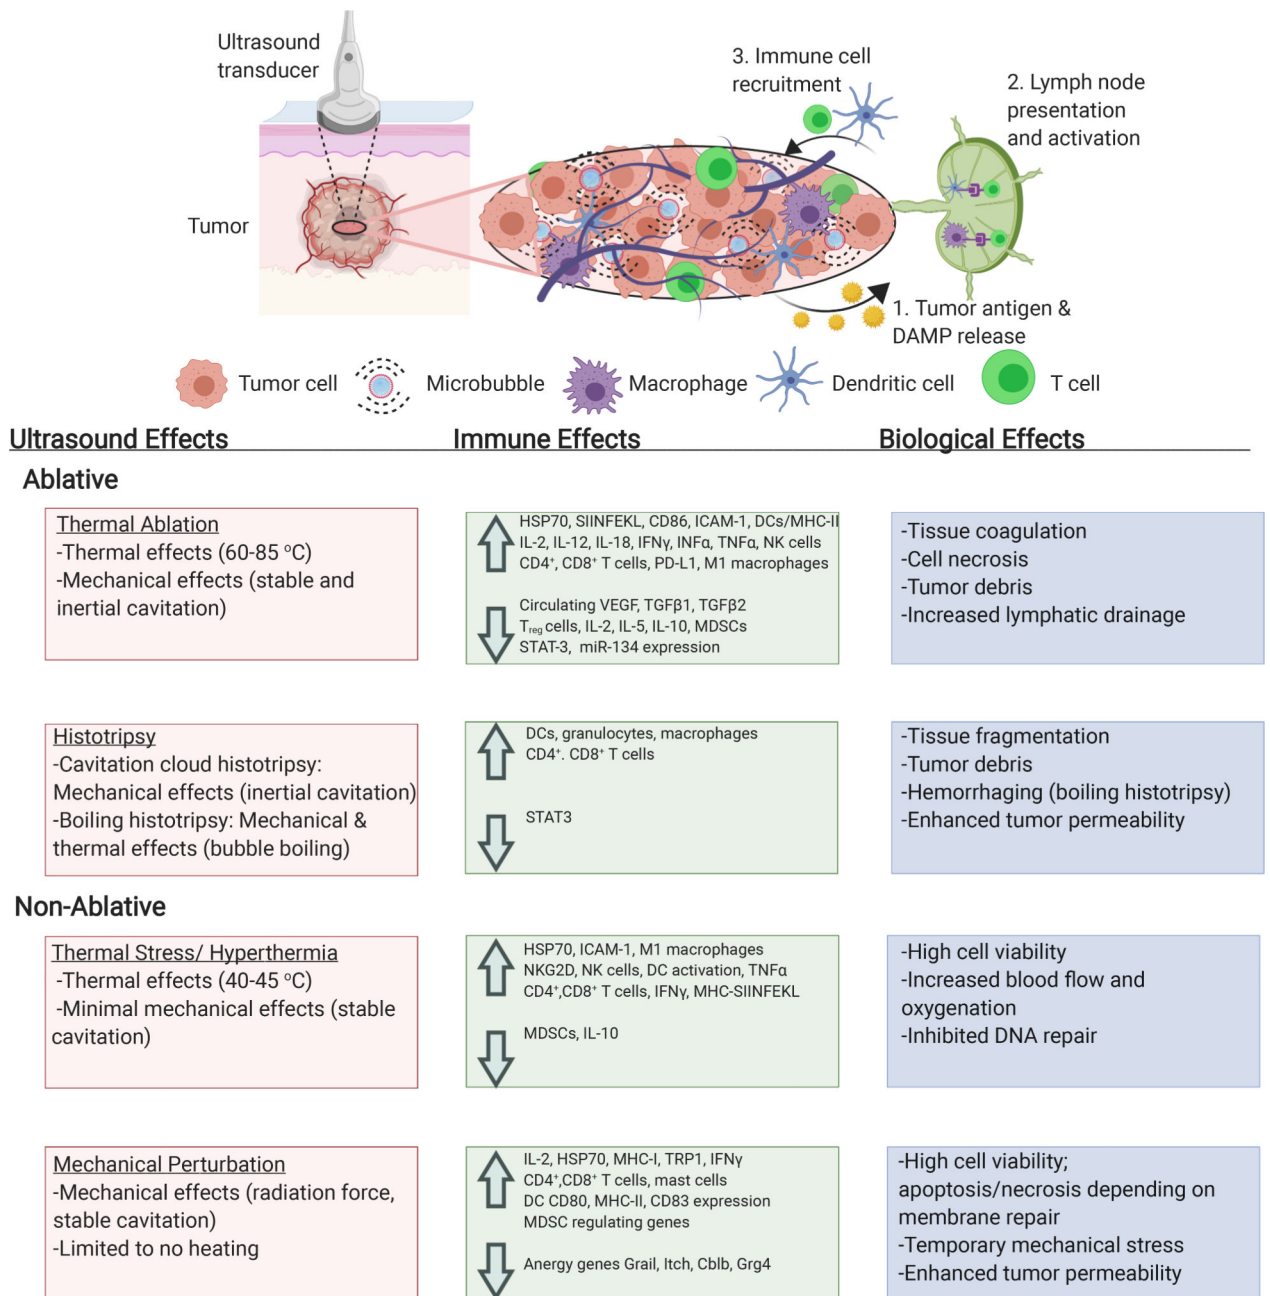 Ultrasound
transducer
3. Immune cell
recruitment
2. Lymph node
presentation
and activation
Tumor
1. Tumor antigen &
DAMP release
Tumor cell
Microbubble
Macrophage
Dendritic cell
T cell
Ultrasound Effects
Immune Effects
Biological Effects
Ablative
Thermal Ablation
-Thermal effects (60-85 °C)
-Mechanical effects (stable and
inertial cavitation)
HSP70, SIINFEKL, CD86, ICAM-1, DCs/MHC-II
IL-2, IL-12, IL-18, IFNγ, INFα, TNFα, NK cells
CD4⁺, CD8⁺ T cells, PD-L1, M1 macrophages
Circulating VEGF, TGFβ1, TGFβ2
Treg cells, IL-2, IL-5, IL-10, MDSCs
STAT-3, miR-134 expression
-Tissue coagulation
-Cell necrosis
-Tumor debris
-Increased lymphatic drainage
Histotripsy
-Cavitation cloud histotripsy:
Mechanical effects (inertial cavitation)
-Boiling histotripsy: Mechanical &
thermal effects (bubble boiling)
DCs, granulocytes, macrophages
CD4⁺. CD8⁺ T cells
STAT3
-Tissue fragmentation
-Tumor debris
-Hemorrhaging (boiling histotripsy)
-Enhanced tumor permeability
Non-Ablative
Thermal Stress/ Hyperthermia
-Thermal effects (40-45 °C)
-Minimal mechanical effects (stable
cavitation)
HSP70, ICAM-1, M1 macrophages
NKG2D, NK cells, DC activation, TNFα
CD4⁺,CD8⁺ T cells, IFNγ, MHC-SIINFEKL
MDSCs, IL-10
-High cell viability
-Increased blood flow and
oxygenation
-Inhibited DNA repair
Mechanical Perturbation
-Mechanical effects (radiation force,
stable cavitation)
-Limited to no heating
IL-2, HSP70, MHC-I, TRP1, IFNγ
CD4⁺,CD8⁺ T cells, mast cells
DC CD80, MHC-II, CD83 expression
MDSC regulating genes
Anergy genes Grail, Itch, Cblb, Grg4
-High cell viability;
apoptosis/necrosis depending on
membrane repair
-Temporary mechanical stress
-Enhanced tumor permeability